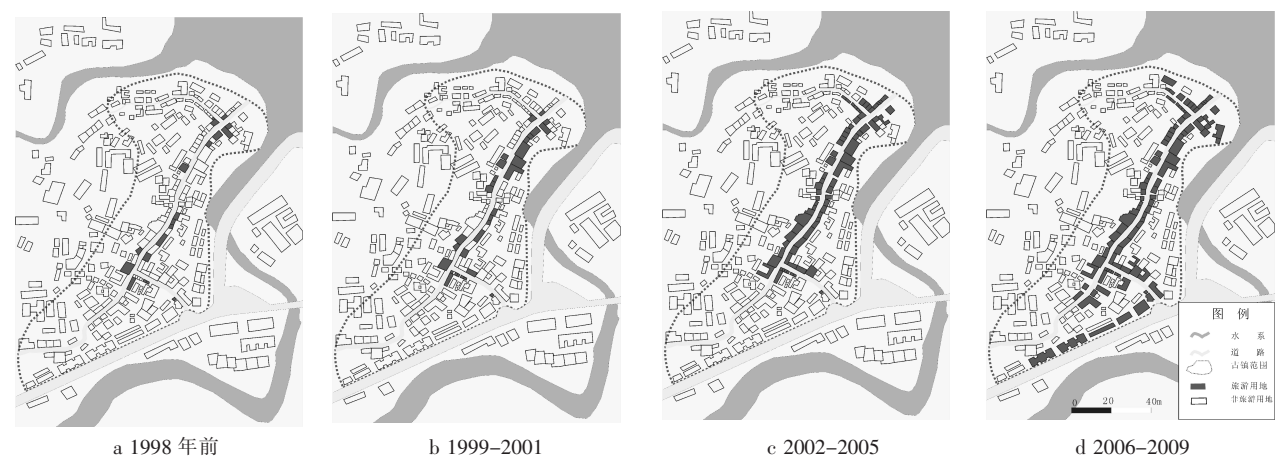 图 例
水 系
道 路
古镇范围
旅游用地
非旅游用地
0 20 40m
a 1998 年前
b 1999-2001
c 2002-2005
d 2006-2009